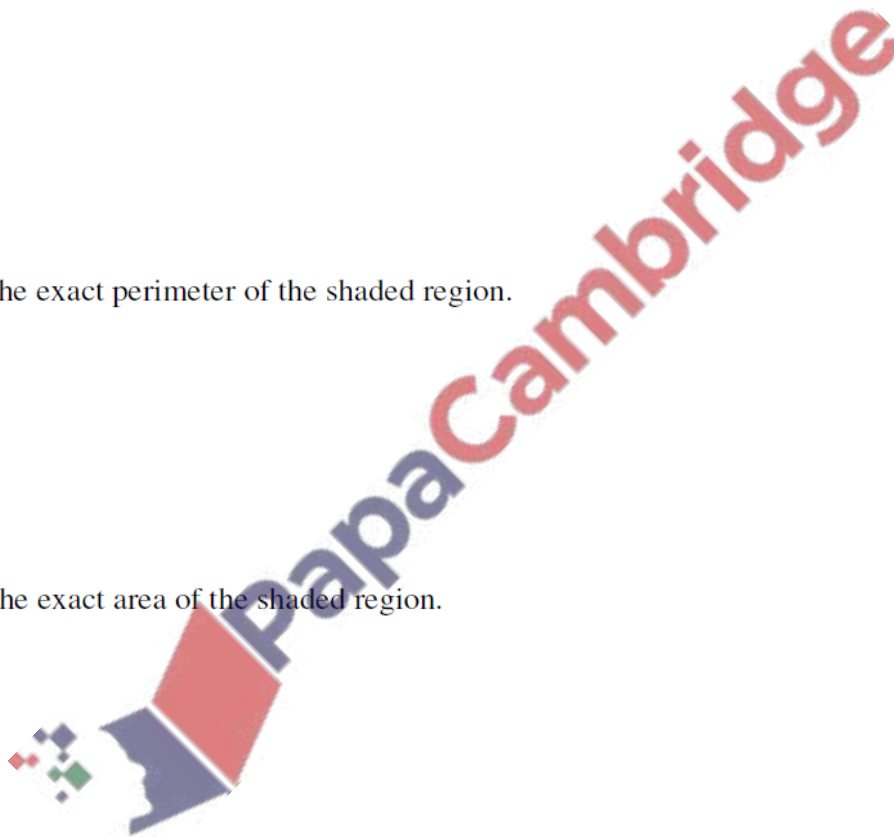 he exact perimeter of the shaded region.
he exact area of the shaded region.
PapaCambridge